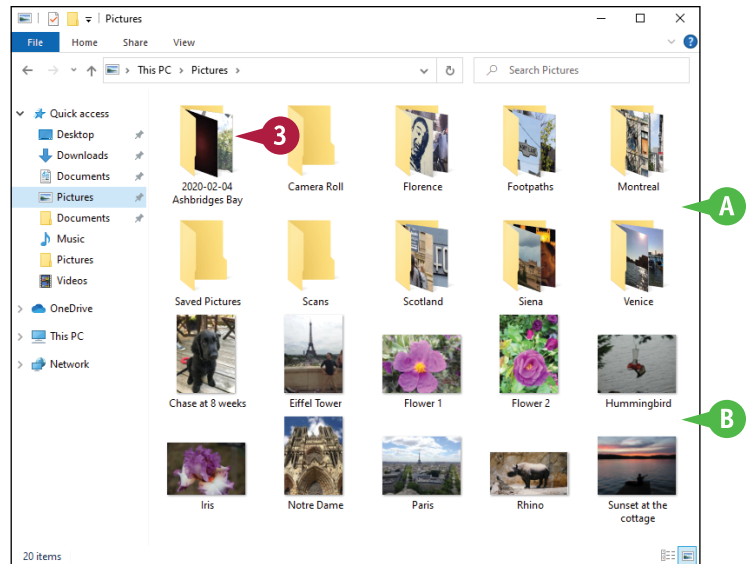 Pictures
File Home Share View
This PC > Pictures >
Search Pictures
Quick access
Desktop
Downloads
Documents
Pictures
Documents
Music
Pictures
Videos
OneDrive
This PC
Network
3
2020-02-04
Ashbridges Bay
Camera Roll
Florence
Footpaths
Montreal
A
Saved Pictures
Scans
Scotland
Siena
Venice
Chase at 8 weeks
Eiffel Tower
Flower 1
Flower 2
Hummingbird
B
Iris
Notre Dame
Paris
Rhino
Sunset at the
cottage
20 items